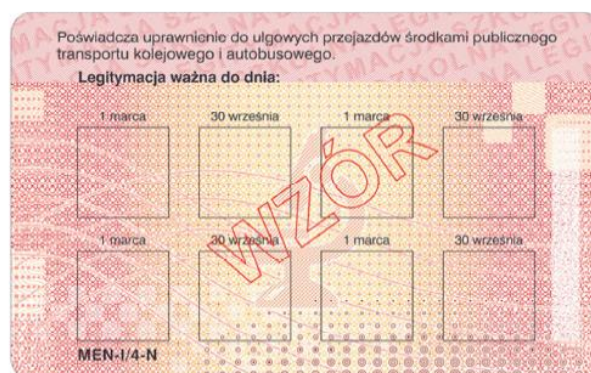 Poświadcza uprawnienie do ulgowych przejazdów środkami publicznego
transportu kolejowego i autobusowego.
Legitymacja ważna do dnia:
1 marca 30 września 1 marca 30 września
WZÓR
1 marca 30 września 1 marca 30 września
MEN-I/4-N